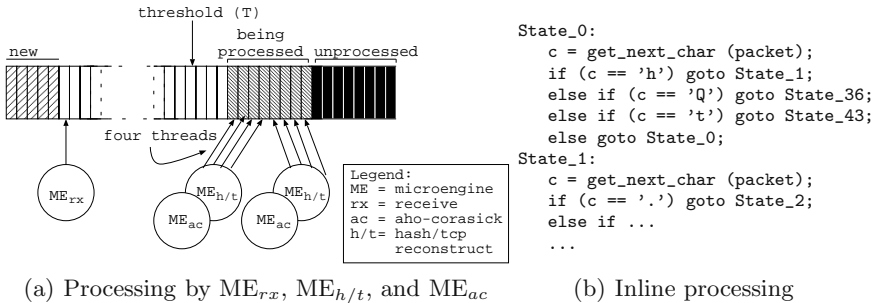 threshold (T)
new
being
processed
unprocessed
four threads
ME_rx
ME_h/t
ME_ac
ME_h/t
ME_ac
Legend:
ME = microengine
rx = receive
ac = aho-corasick
h/t= hash/tcp
reconstruct
(a) Processing by ME_rx, ME_h/t, and ME_ac
State_0:
c = get_next_char (packet);
if (c == 'h') goto State_1;
else if (c == 'Q') goto State_36;
else if (c == 't') goto State_43;
else goto State_0;
State_1:
c = get_next_char (packet);
if (c == '.') goto State_2;
else if ...
...
(b) Inline processing